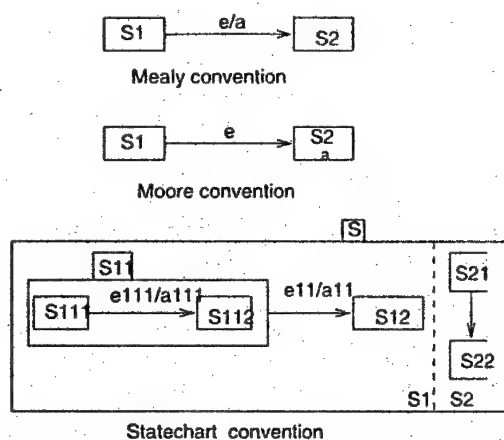 e/a
S1 S2
Mealy convention
e
S1 S2
a
Moore convention
S
S11 S21
e111/a111 e11/a11
S111 S112 S12
S22
S1 S2
Statechart convention